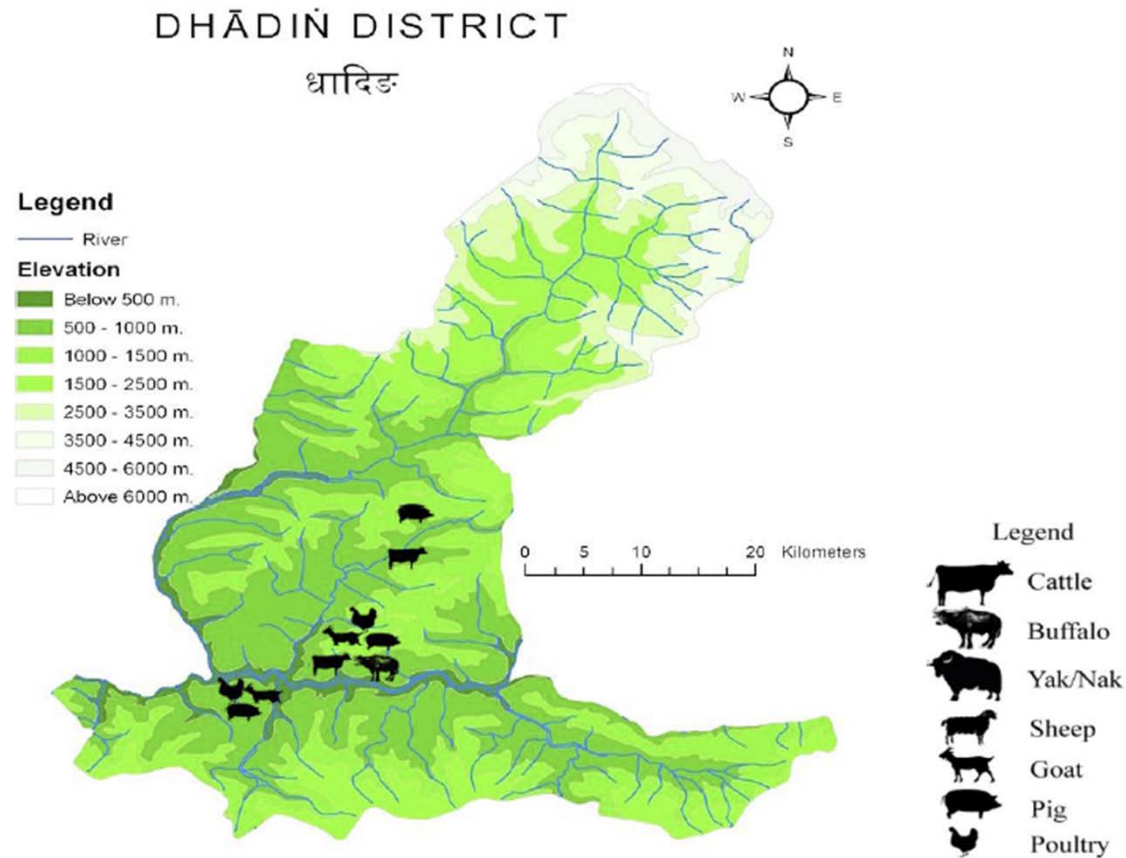 DHĀDIṄ DISTRICT
धादिङ
N
W E
S
Legend
River
Elevation
Below 500 m.
500 - 1000 m.
1000 - 1500 m.
1500 - 2500 m.
2500 - 3500 m.
3500 - 4500 m.
4500 - 6000 m.
Above 6000 m.
0 5 10 20 Kilometers
Legend
Cattle
Buffalo
Yak/Nak
Sheep
Goat
Pig
Poultry